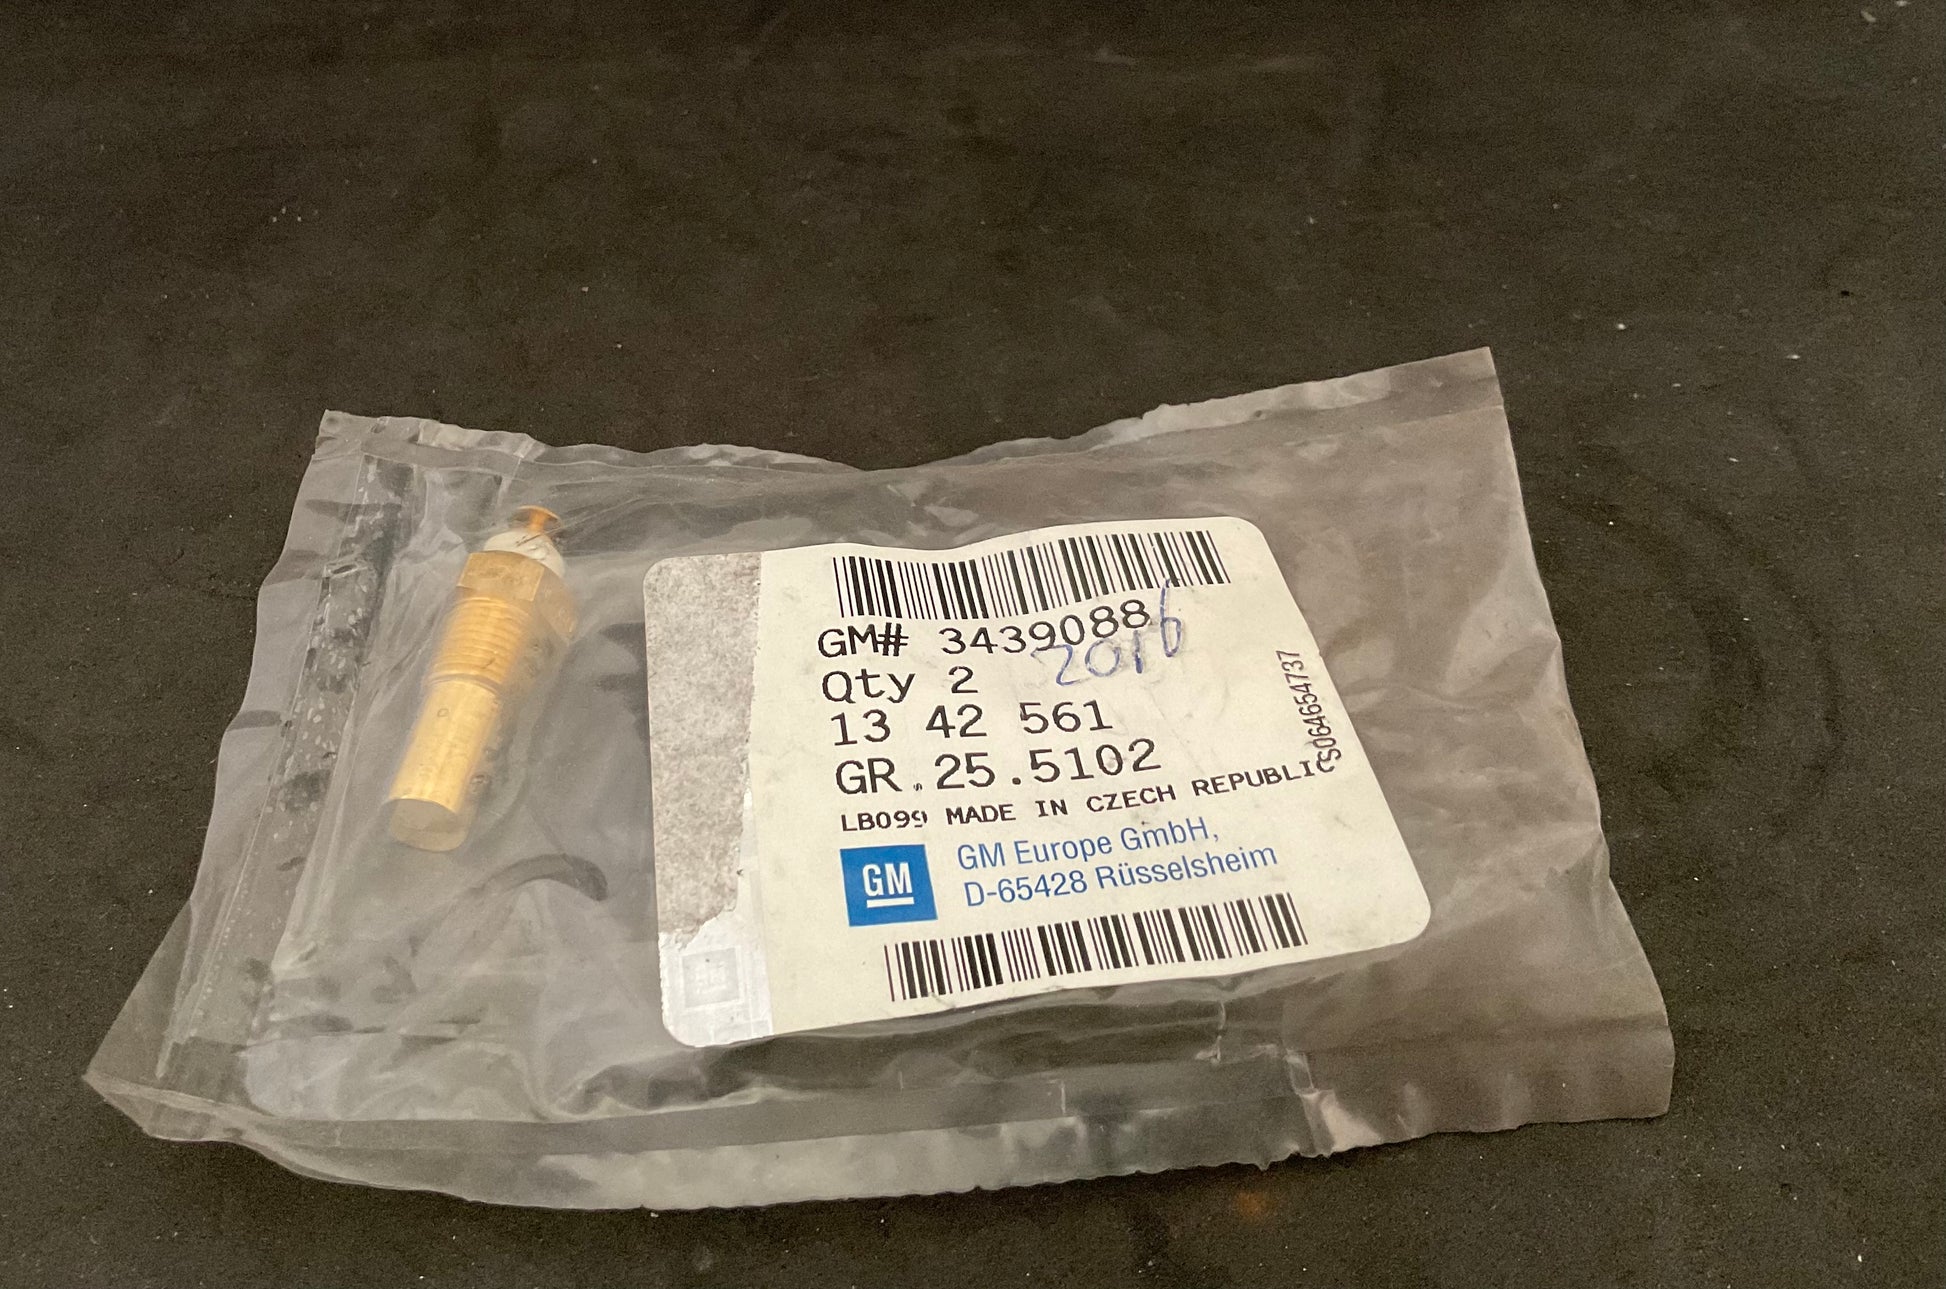 GM# 3439088
2016
Qty 2
13 42 561
GR. 25.5102
LB099 MADE IN CZECH REPUBLIC
CS064654737
GM
GM Europe GmbH,
D-65428 Rüsselsheim